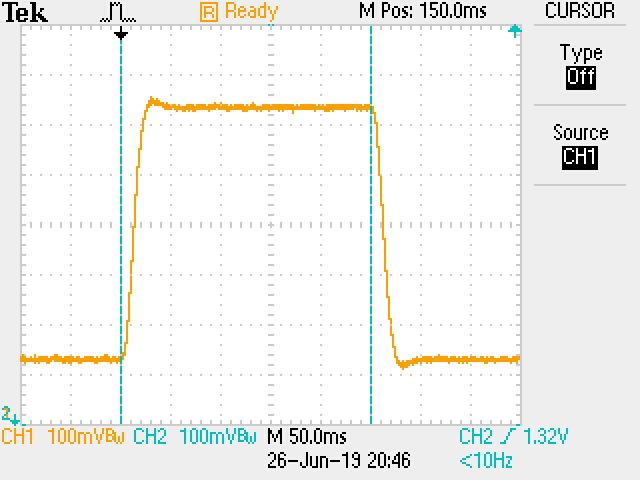 Tek
R Ready
M Pos: 150.0ms
CURSOR
Type
Off
Source
CH1
2
CH1 100mVBw
CH2 100mVBw
M 50.0ms
CH2 1.32V
26-Jun-19 20:46
<10Hz